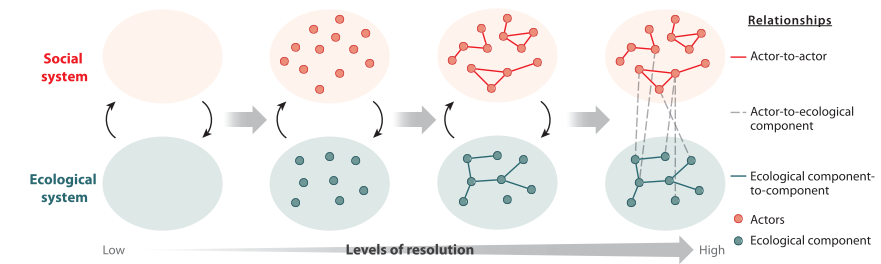 Relationships
Social
system
Actor-to-actor
Actor-to-ecological
component
Ecological
system
Ecological component-
to-component
Actors
Ecological component
Low
Levels of resolution
High